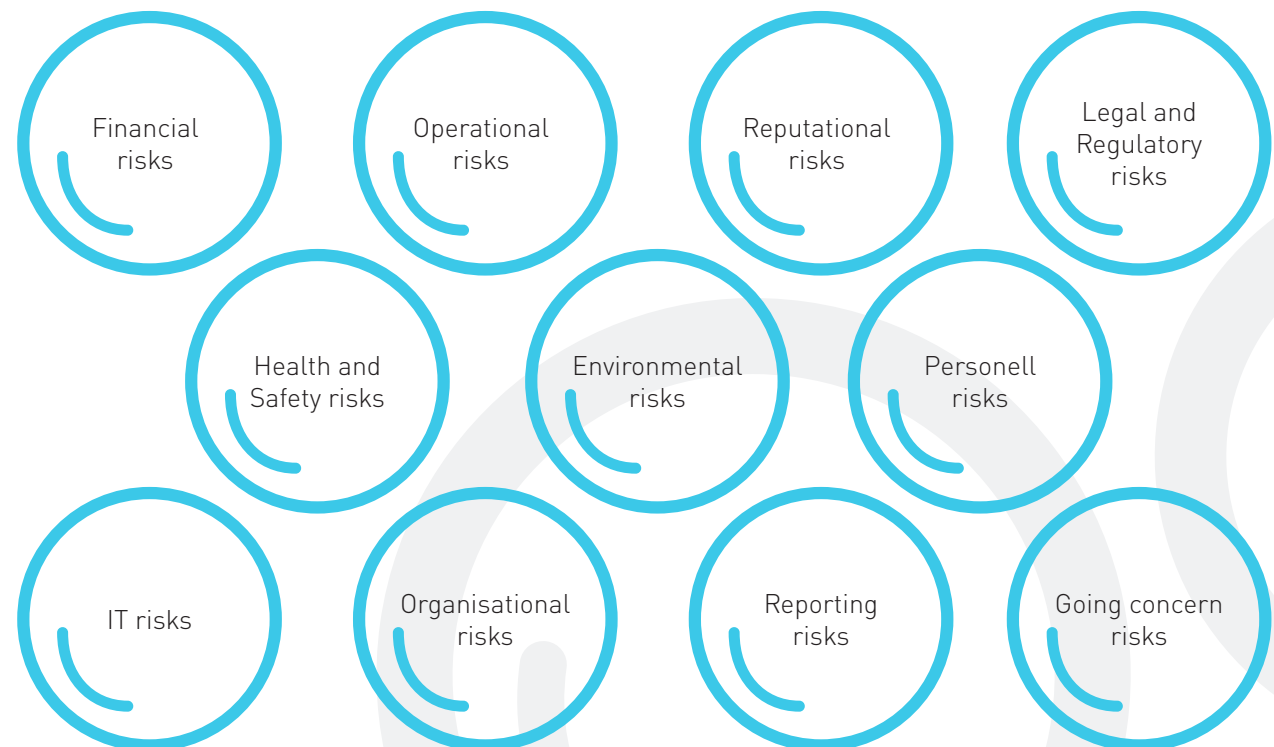 Financial
risks
Operational
risks
Reputational
risks
Legal and
Regulatory
risks
Health and
Safety risks
Environmental
risks
Personell
risks
IT risks
Organisational
risks
Reporting
risks
Going concern
risks